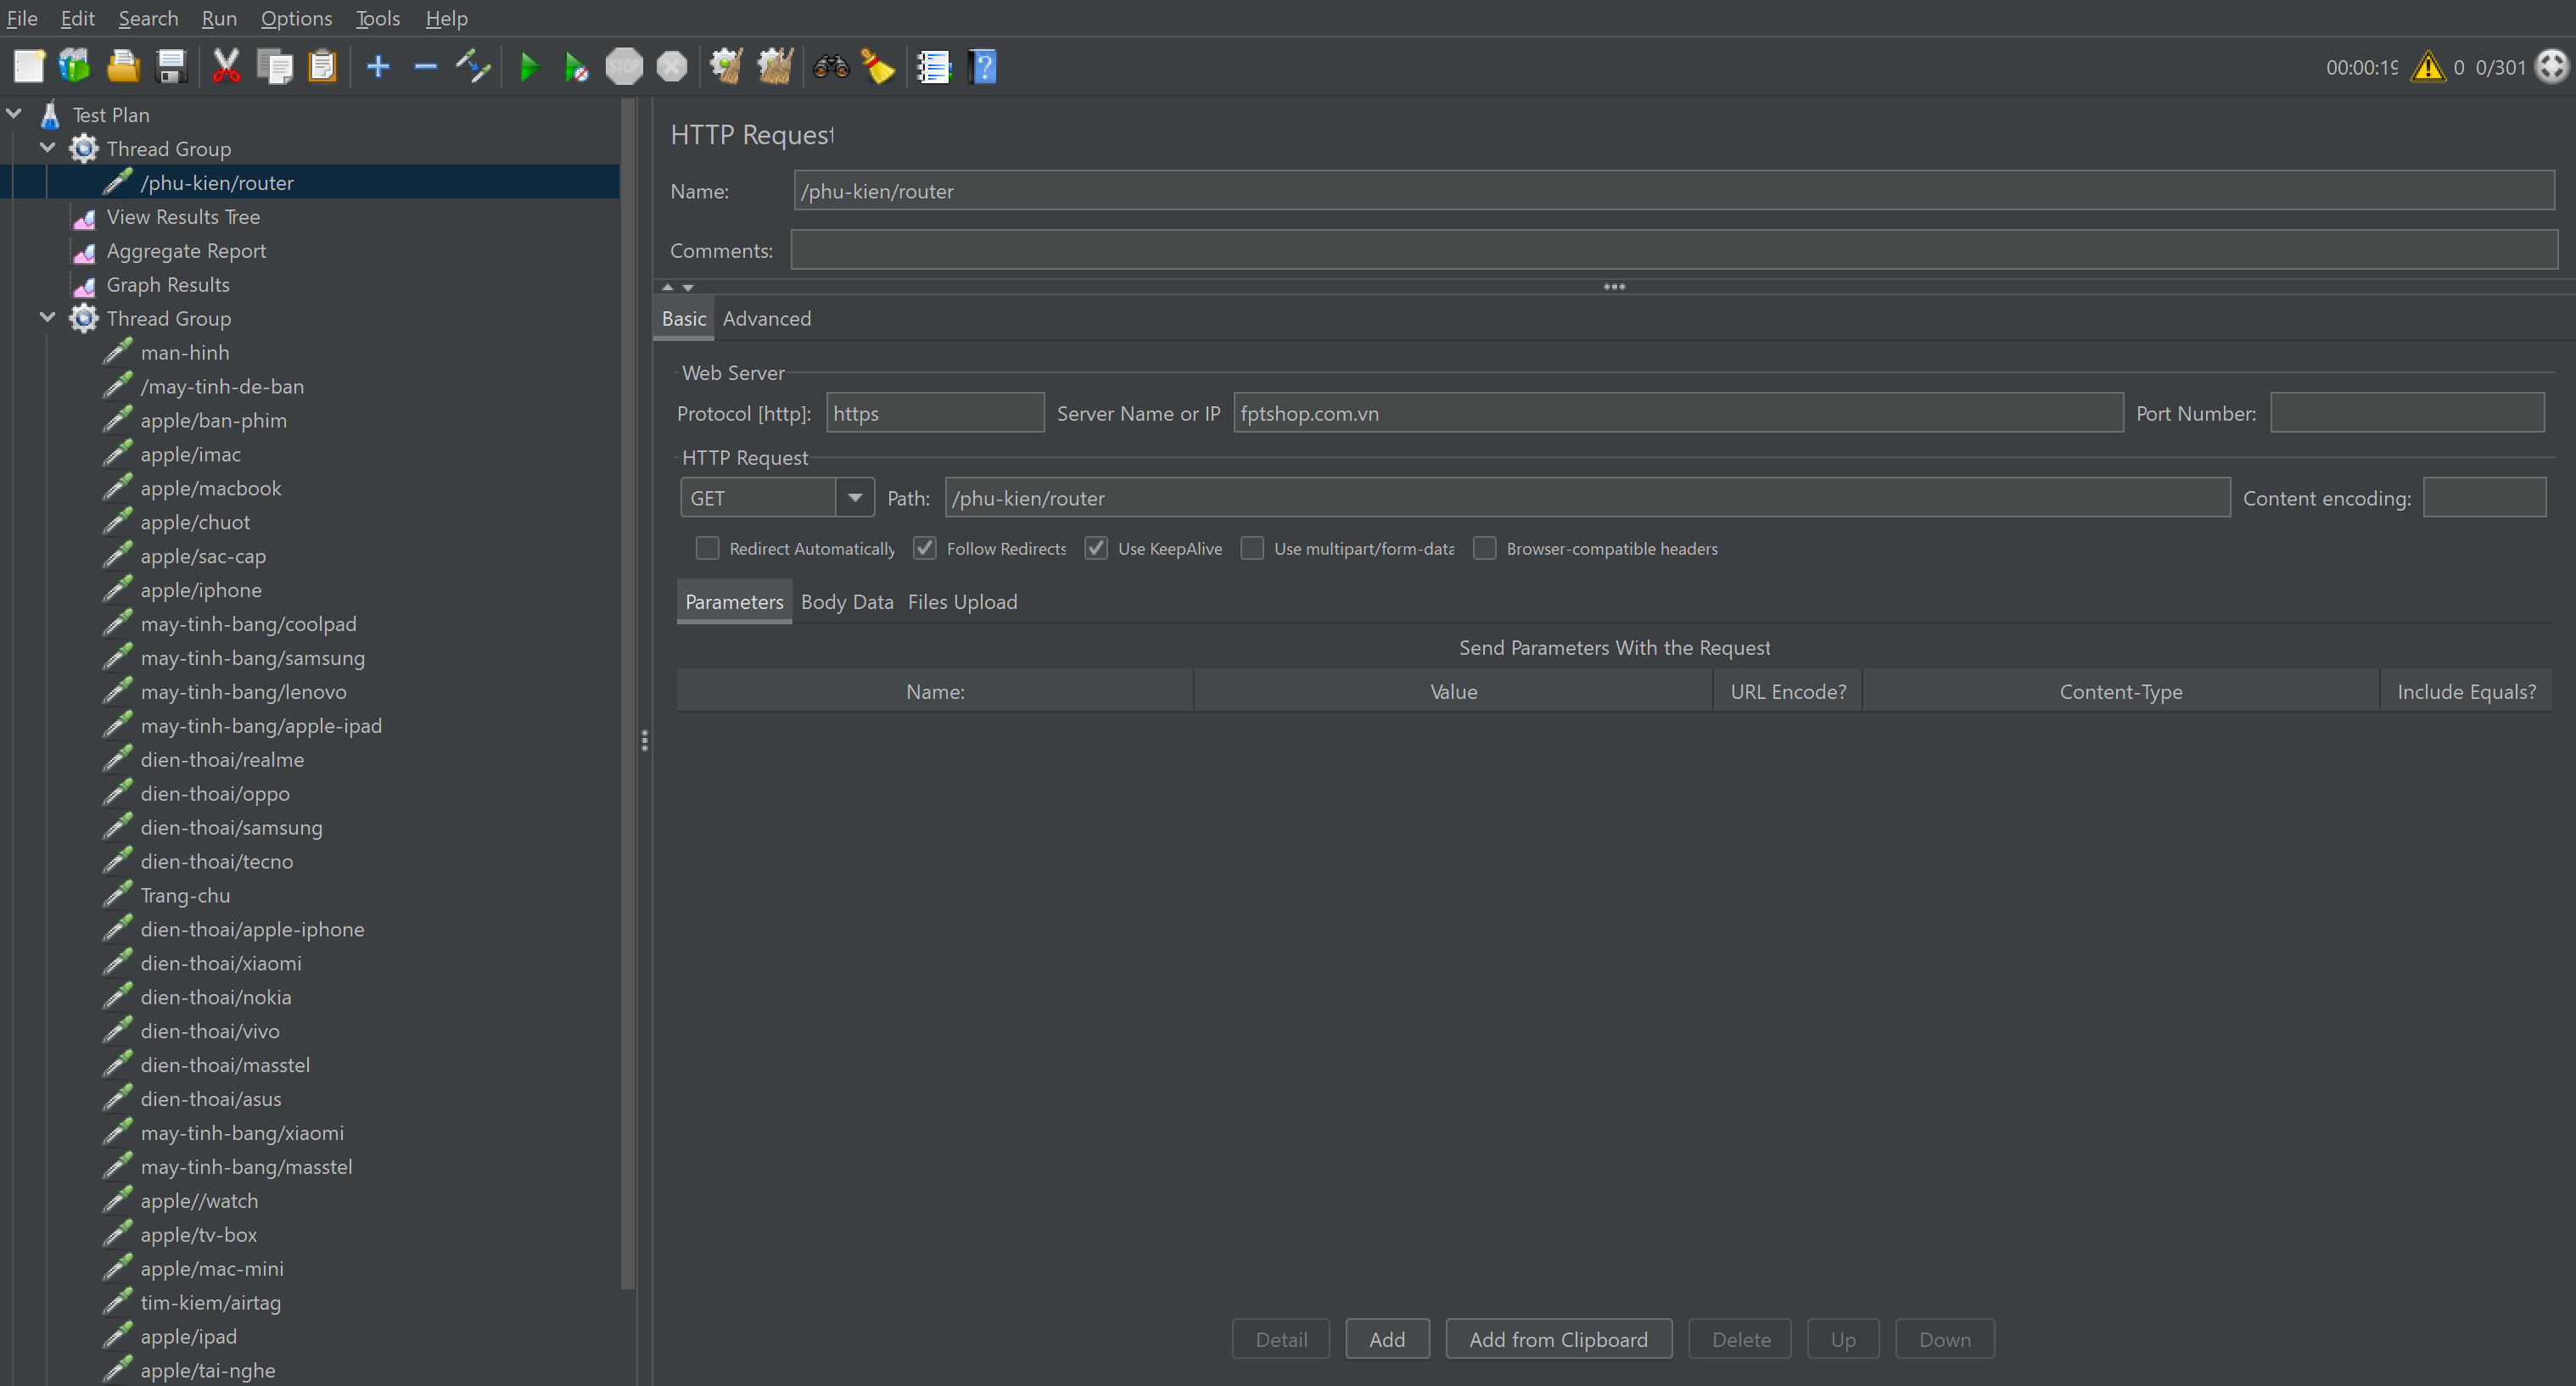 File Edit Search Run Options Tools Help
STOP
00:00:19 0 0/301
Test Plan
Thread Group
/phu-kien/router
View Results Tree
Aggregate Report
Graph Results
Thread Group
man-hinh
/may-tinh-de-ban
apple/ban-phim
apple/imac
apple/macbook
apple/chuot
apple/sac-cap
apple/iphone
may-tinh-bang/coolpad
may-tinh-bang/samsung
may-tinh-bang/lenovo
may-tinh-bang/apple-ipad
dien-thoai/realme
dien-thoai/oppo
dien-thoai/samsung
dien-thoai/tecno
Trang-chu
dien-thoai/apple-iphone
dien-thoai/xiaomi
dien-thoai/nokia
dien-thoai/vivo
dien-thoai/masstel
dien-thoai/asus
may-tinh-bang/xiaomi
may-tinh-bang/masstel
apple//watch
apple/tv-box
apple/mac-mini
tim-kiem/airtag
apple/ipad
apple/tai-nghe
HTTP Request
Name: /phu-kien/router
Comments:
Basic Advanced
Web Server
Protocol [http]: https Server Name or IP fptshop.com.vn Port Number:
HTTP Request
GET Path: /phu-kien/router Content encoding:
Redirect Automatically Follow Redirects Use KeepAlive Use multipart/form-data Browser-compatible headers
Parameters Body Data Files Upload
Send Parameters With the Request
Name: Value URL Encode? Content-Type Include Equals?
Detail Add Add from Clipboard Delete Up Down